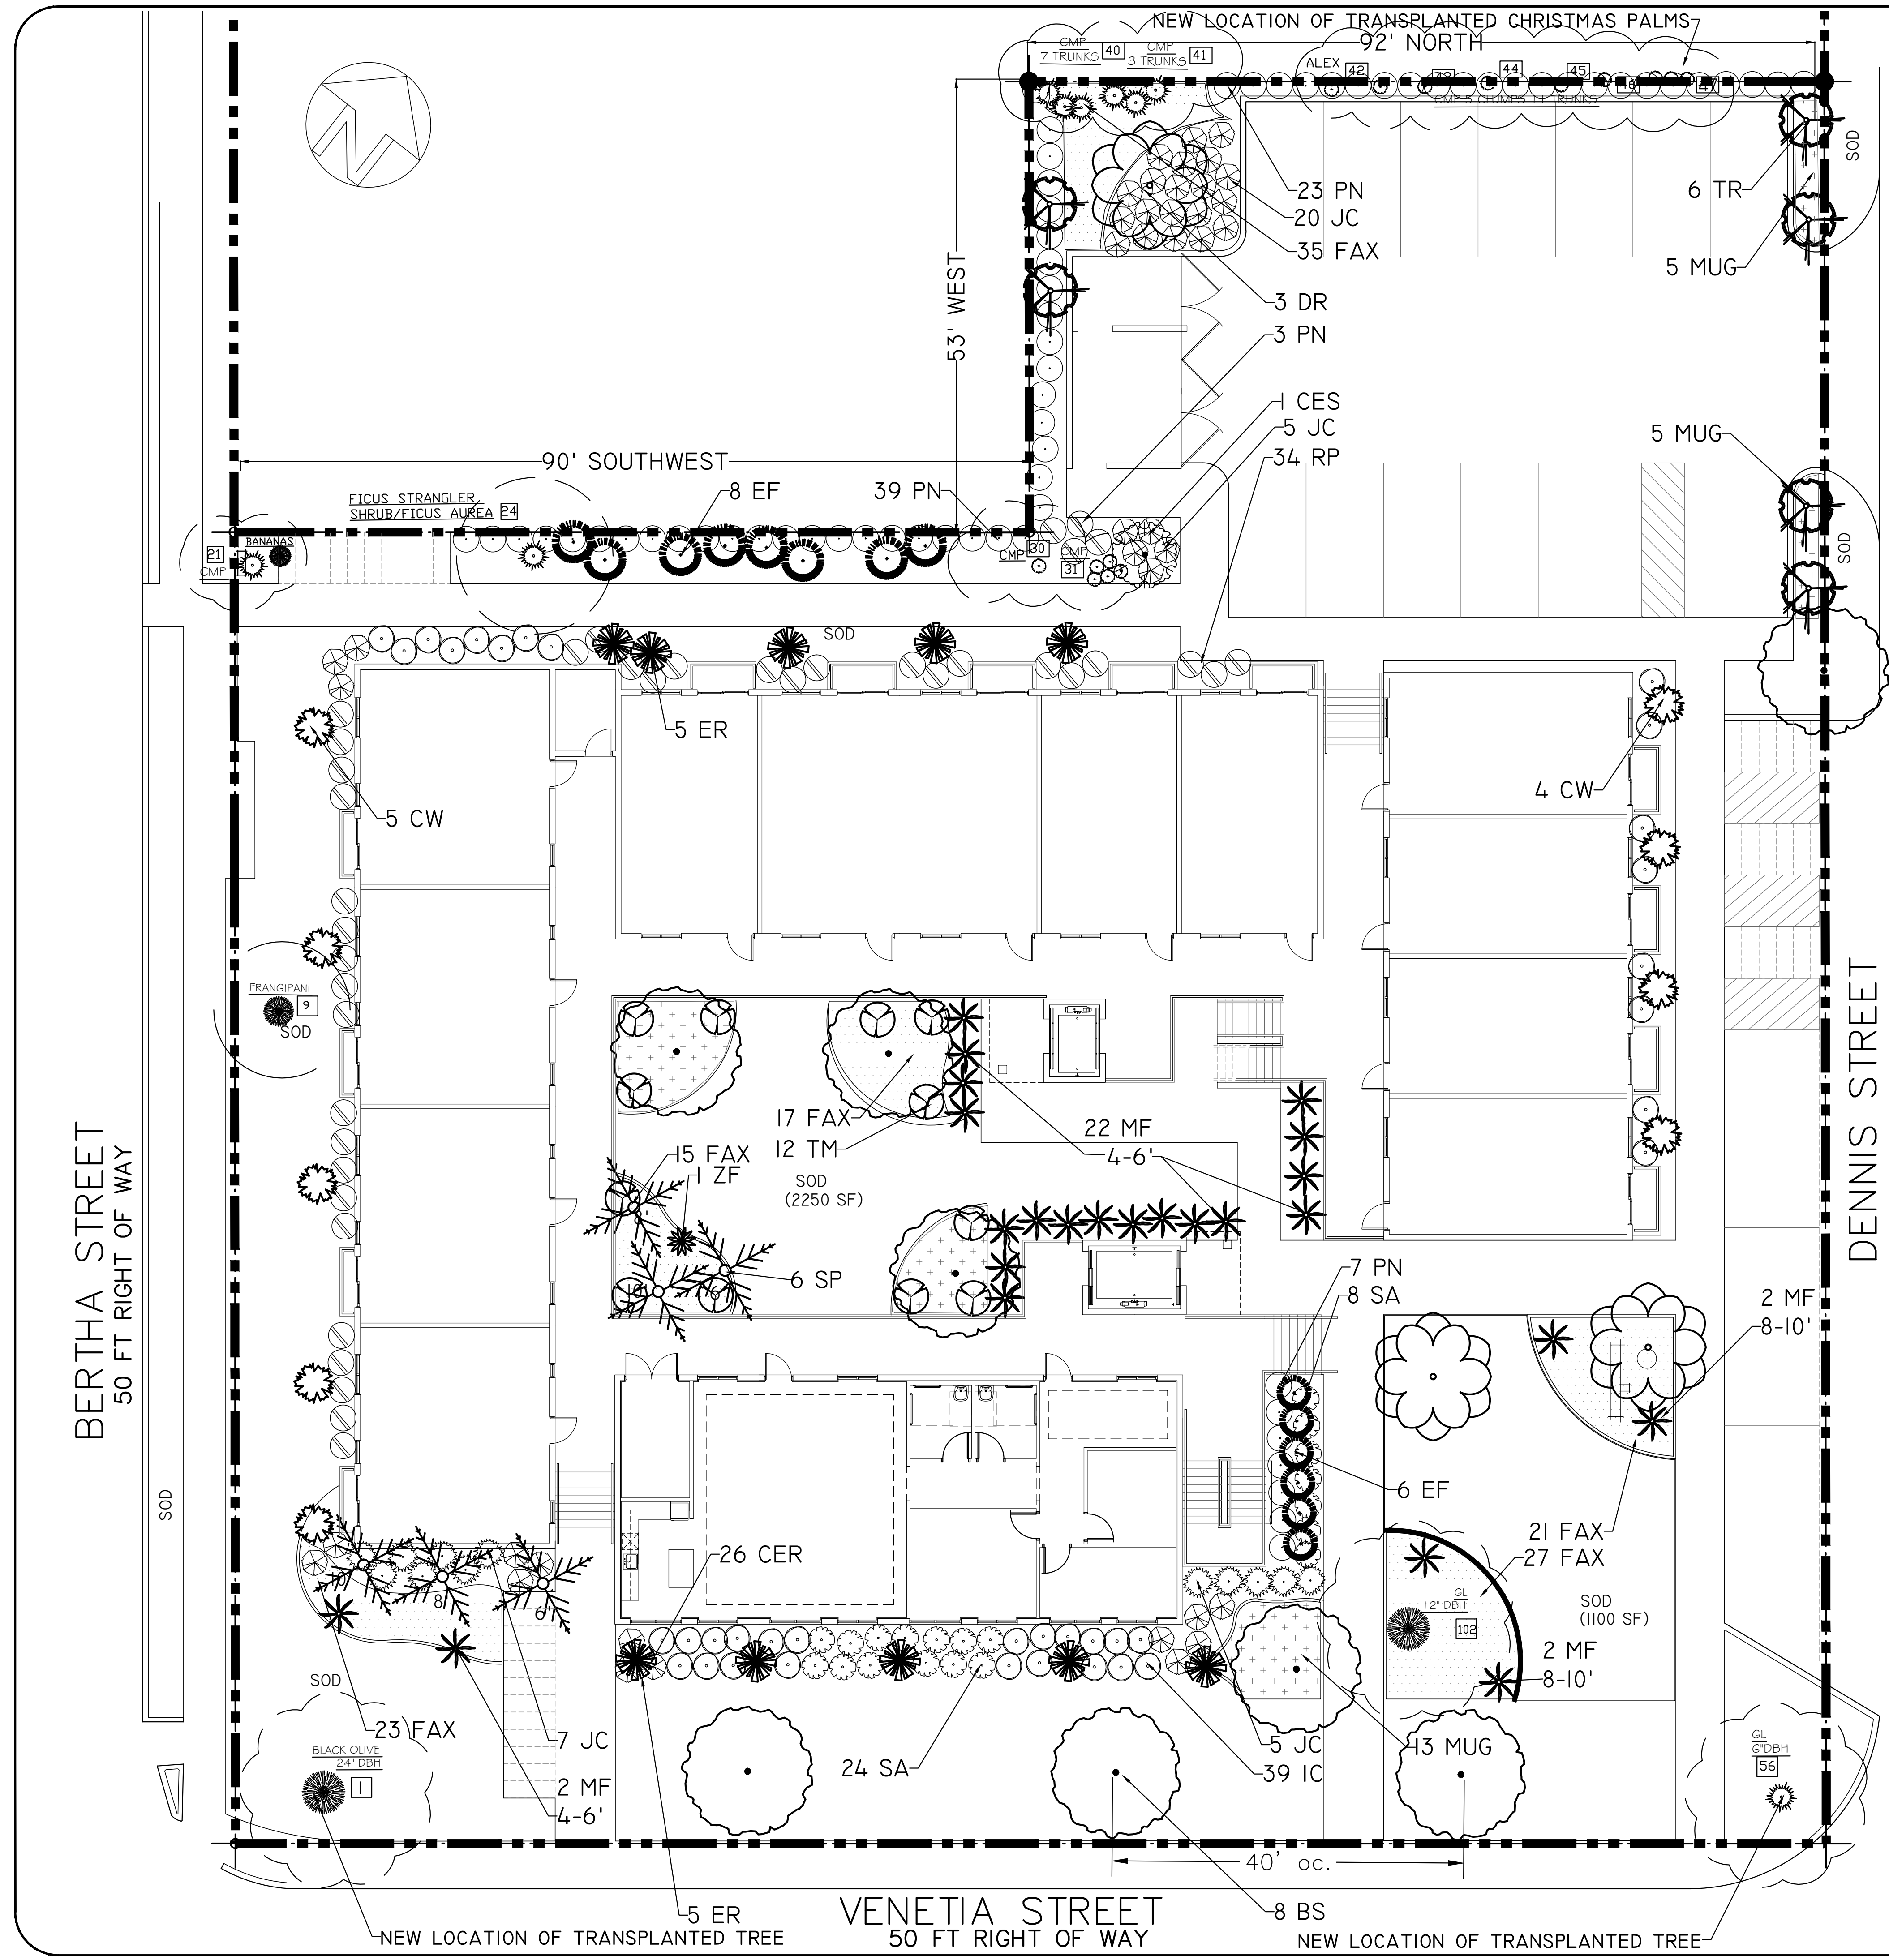 NEW LOCATION OF TRANSPLANTED CHRISTMAS PALMS
92' NORTH
CMP
7 TRUNKS
40
CMP
3 TRUNKS
41
ALEX
42
43
44
45
46
47
CMP 5 CLUMPS 14 TRUNKS
SOD
23 PN
20 JC
35 FAX
6 TR
5 MUG
53' WEST
3 DR
3 PN
1 CES
5 JC
34 RP
5 MUG
90' SOUTHWEST
FICUS STRANGLER,
SHRUB/FICUS AUREA
24
8 EF
39 PN
21
CMP
BANANAS
CMP
30
CMP
31
SOD
SOD
5 ER
5 CW
4 CW
FRANGIPANI
9
SOD
17 FAX
12 TM
22 MF
4-6'
15 FAX
1 ZF
SOD
(2250 SF)
6 SP
7 PN
8 SA
2 MF
8-10'
BERTHA STREET
50 FT RIGHT OF WAY
DENNIS STREET
SOD
6 EF
21 FAX
27 FAX
26 CER
GL
12" DBH
102
SOD
(1100 SF)
2 MF
8-10'
8'
6'
SOD
23 FAX
BLACK OLIVE
24" DBH
1
7 JC
2 MF
4-6'
24 SA
5 JC
39 IC
13 MUG
GL
6"DBH
56
40' oc.
5 ER
NEW LOCATION OF TRANSPLANTED TREE
VENETIA STREET
50 FT RIGHT OF WAY
8 BS
NEW LOCATION OF TRANSPLANTED TREE